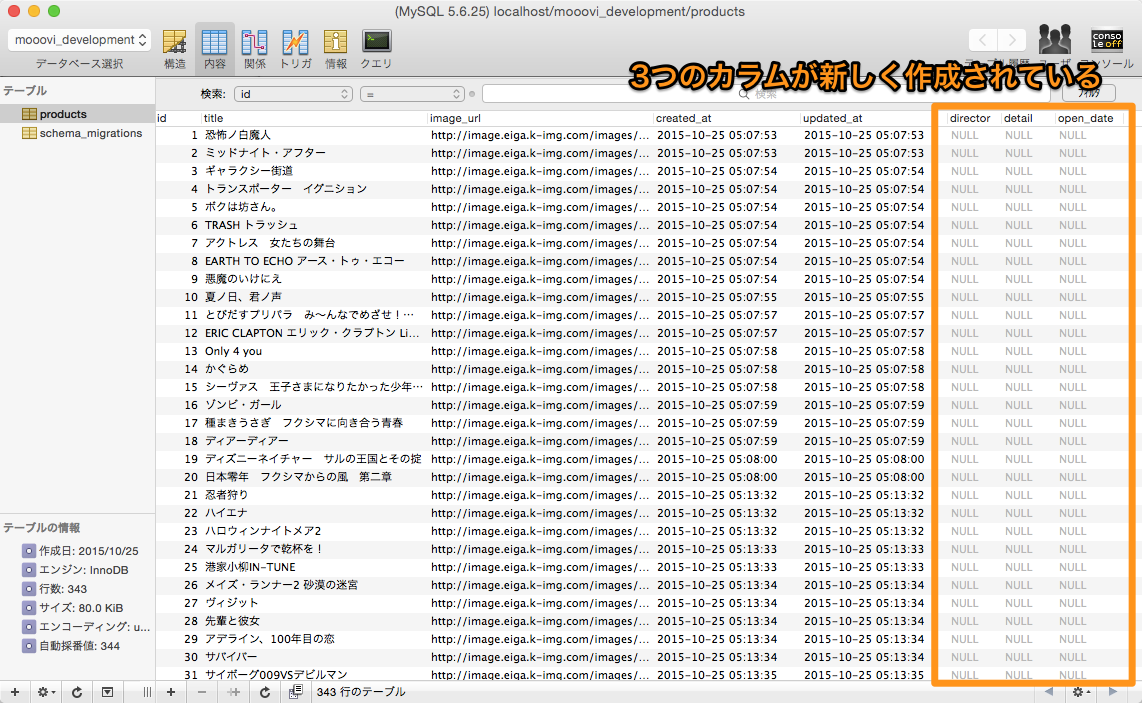 (MySQL 5.6.25) localhost/mooovi_development/products
mooovi_development
データベース選択
構造
内容
関係
トリガ
情報
クエリ
テーブル履歴
ユーザ
コンソール
conso
le off
3つのカラムが新しく作成されている
テーブル
products
schema_migrations
検索: id =
検索
フィルタ
id title image_url created_at updated_at director detail open_date
1 恐怖ノ白魔人 http://image.eiga.k-img.com/images/... 2015-10-25 05:07:53 2015-10-25 05:07:53 NULL NULL NULL
2 ミッドナイト・アフター http://image.eiga.k-img.com/images/... 2015-10-25 05:07:53 2015-10-25 05:07:53 NULL NULL NULL
3 ギャラクシー街道 http://image.eiga.k-img.com/images/... 2015-10-25 05:07:54 2015-10-25 05:07:54 NULL NULL NULL
4 トランスポーター　イグニション http://image.eiga.k-img.com/images/... 2015-10-25 05:07:54 2015-10-25 05:07:54 NULL NULL NULL
5 ボクは坊さん。 http://image.eiga.k-img.com/images/... 2015-10-25 05:07:54 2015-10-25 05:07:54 NULL NULL NULL
6 TRASH トラッシュ http://image.eiga.k-img.com/images/... 2015-10-25 05:07:54 2015-10-25 05:07:54 NULL NULL NULL
7 アクトレス　女たちの舞台 http://image.eiga.k-img.com/images/... 2015-10-25 05:07:54 2015-10-25 05:07:54 NULL NULL NULL
8 EARTH TO ECHO アース・トゥ・エコー http://image.eiga.k-img.com/images/... 2015-10-25 05:07:54 2015-10-25 05:07:54 NULL NULL NULL
9 悪魔のいけにえ http://image.eiga.k-img.com/images/... 2015-10-25 05:07:54 2015-10-25 05:07:54 NULL NULL NULL
10 夏ノ日、君ノ声 http://image.eiga.k-img.com/images/... 2015-10-25 05:07:55 2015-10-25 05:07:55 NULL NULL NULL
11 とびだすプリパラ　み～んなでめざせ！… http://image.eiga.k-img.com/images/... 2015-10-25 05:07:57 2015-10-25 05:07:57 NULL NULL NULL
12 ERIC CLAPTON エリック・クラプトン Li... http://image.eiga.k-img.com/images/... 2015-10-25 05:07:57 2015-10-25 05:07:57 NULL NULL NULL
13 Only 4 you http://image.eiga.k-img.com/images/... 2015-10-25 05:07:58 2015-10-25 05:07:58 NULL NULL NULL
14 かぐらめ http://image.eiga.k-img.com/images/... 2015-10-25 05:07:58 2015-10-25 05:07:58 NULL NULL NULL
15 シーヴァス　王子さまになりたかった少年… http://image.eiga.k-img.com/images/... 2015-10-25 05:07:58 2015-10-25 05:07:58 NULL NULL NULL
16 ゾンビ・ガール http://image.eiga.k-img.com/images/... 2015-10-25 05:07:59 2015-10-25 05:07:59 NULL NULL NULL
17 種まきうさぎ　フクシマに向き合う青春 http://image.eiga.k-img.com/images/... 2015-10-25 05:07:59 2015-10-25 05:07:59 NULL NULL NULL
18 ディアーディアー http://image.eiga.k-img.com/images/... 2015-10-25 05:07:59 2015-10-25 05:07:59 NULL NULL NULL
19 ディズニーネイチャー　サルの王国とその掟 http://image.eiga.k-img.com/images/... 2015-10-25 05:08:00 2015-10-25 05:08:00 NULL NULL NULL
20 日本零年　フクシマからの風　第二章 http://image.eiga.k-img.com/images/... 2015-10-25 05:08:00 2015-10-25 05:08:00 NULL NULL NULL
21 忍者狩り http://image.eiga.k-img.com/images/... 2015-10-25 05:13:32 2015-10-25 05:13:32 NULL NULL NULL
22 ハイエナ http://image.eiga.k-img.com/images/... 2015-10-25 05:13:32 2015-10-25 05:13:32 NULL NULL NULL
23 ハロウィンナイトメア2 http://image.eiga.k-img.com/images/... 2015-10-25 05:13:32 2015-10-25 05:13:32 NULL NULL NULL
24 マルガリータで乾杯を！ http://image.eiga.k-img.com/images/... 2015-10-25 05:13:33 2015-10-25 05:13:33 NULL NULL NULL
25 港家小柳IN-TUNE http://image.eiga.k-img.com/images/... 2015-10-25 05:13:33 2015-10-25 05:13:33 NULL NULL NULL
26 メイズ・ランナー2 砂漠の迷宮 http://image.eiga.k-img.com/images/... 2015-10-25 05:13:34 2015-10-25 05:13:34 NULL NULL NULL
27 ヴィジット http://image.eiga.k-img.com/images/... 2015-10-25 05:13:34 2015-10-25 05:13:34 NULL NULL NULL
28 先輩と彼女 http://image.eiga.k-img.com/images/... 2015-10-25 05:13:34 2015-10-25 05:13:34 NULL NULL NULL
29 アデライン、100年目の恋 http://image.eiga.k-img.com/images/... 2015-10-25 05:13:34 2015-10-25 05:13:34 NULL NULL NULL
30 サバイバー http://image.eiga.k-img.com/images/... 2015-10-25 05:13:34 2015-10-25 05:13:34 NULL NULL NULL
31 サイボーグ009VSデビルマン http://image.eiga.k-img.com/images/... 2015-10-25 05:13:35 2015-10-25 05:13:35 NULL NULL NULL
テーブルの情報
作成日: 2015/10/25
エンジン: InnoDB
行数: 343
サイズ: 80.0 KiB
エンコーディング: u...
自動採番値: 344
343 行のテーブル